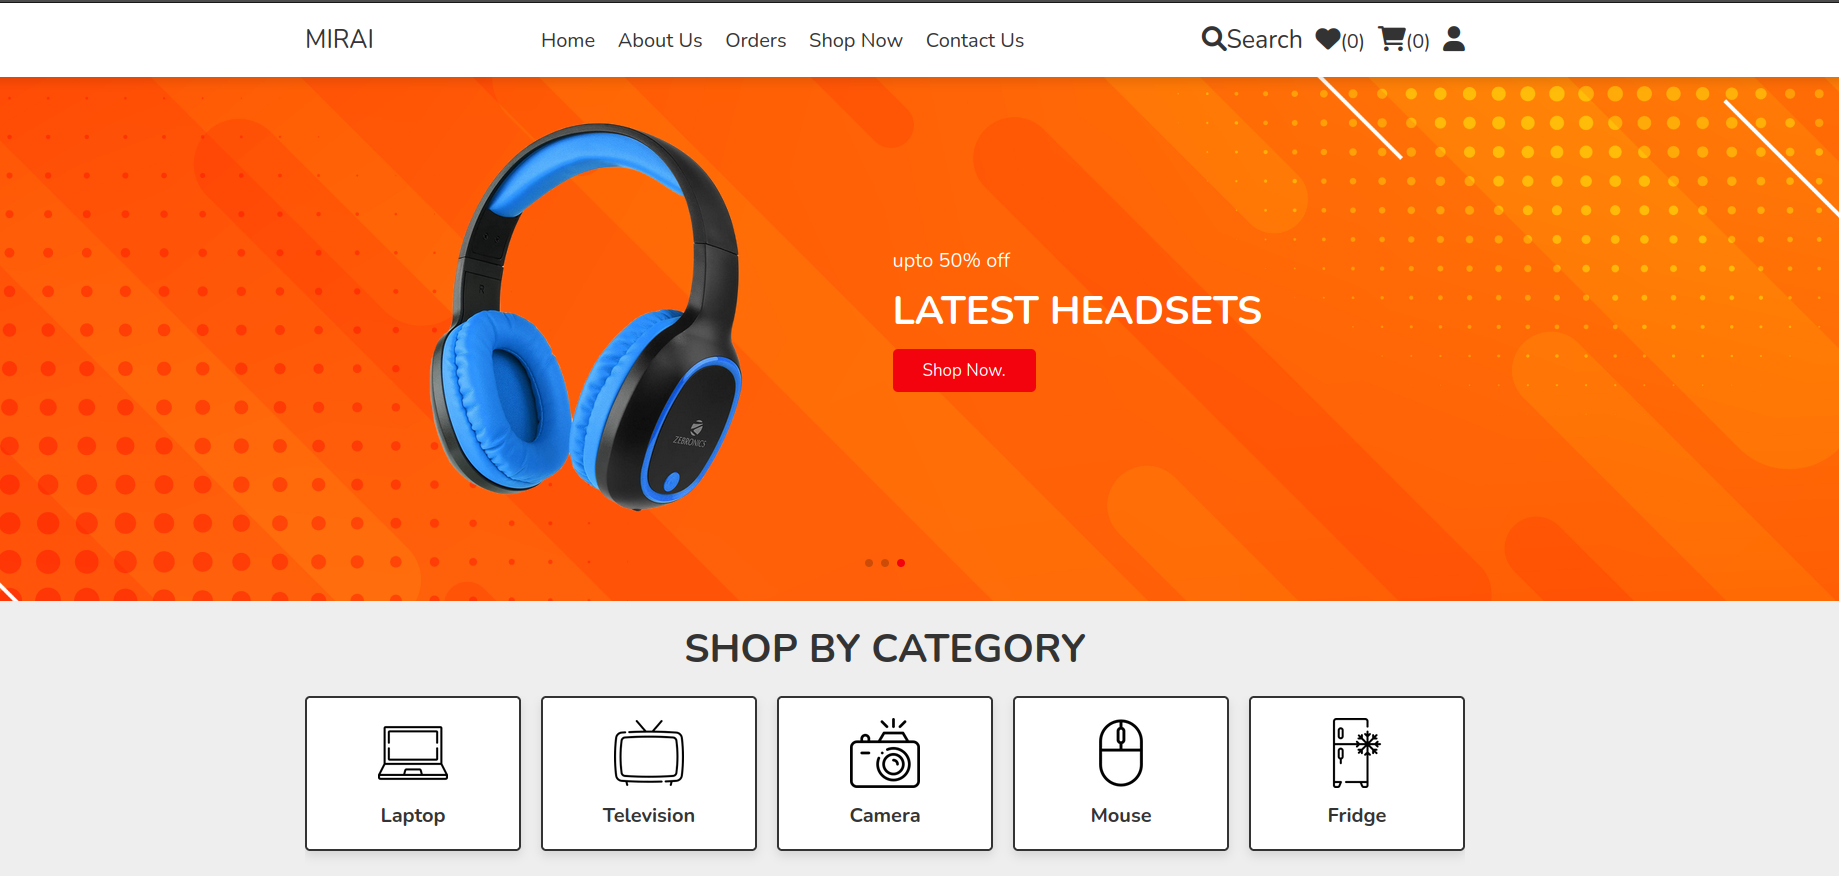 MIRAI Home About Us Orders Shop Now Contact Us Search (0) (0)
upto 50% off
LATEST HEADSETS
Shop Now.
ZEBRONICS
SHOP BY CATEGORY
Laptop Television Camera Mouse Fridge